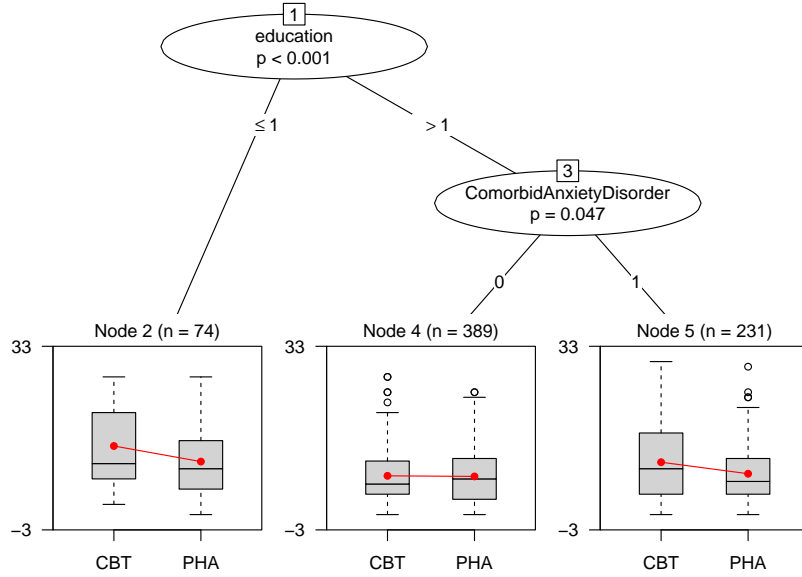 1
education
p < 0.001
≤ 1
> 1
3
ComorbidAnxietyDisorder
p = 0.047
0
1
Node 2 (n = 74)
33
−3
CBT PHA
Node 4 (n = 389)
33
−3
CBT PHA
Node 5 (n = 231)
33
−3
CBT PHA